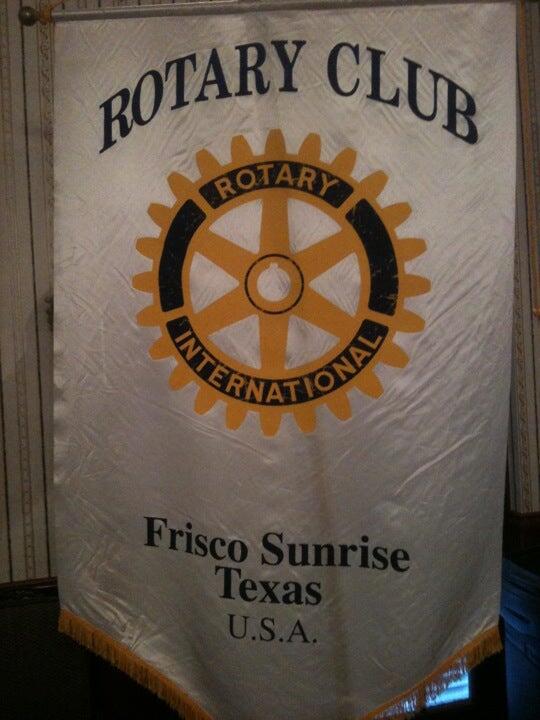 ROTARY CLUB
ROTARY
INTERNATIONAL
Frisco Sunrise
Texas
U.S.A.